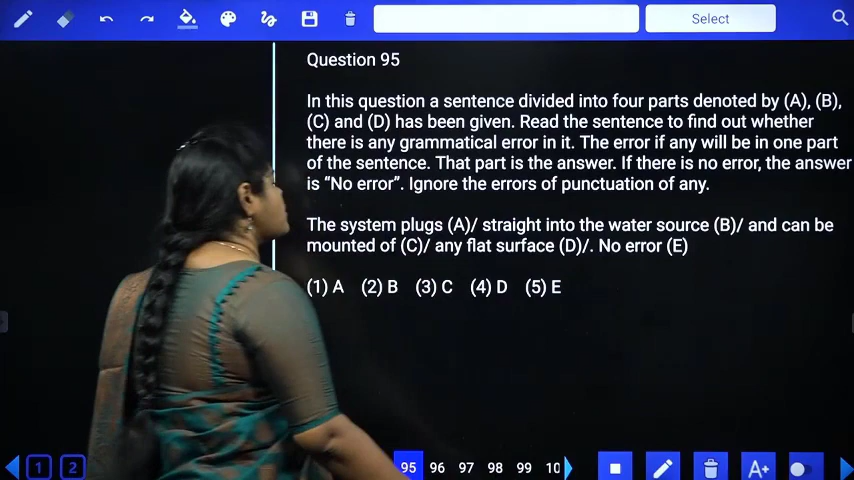 Select
Question 95
In this question a sentence divided into four parts denoted by (A), (B),
(C) and (D) has been given. Read the sentence to find out whether
there is any grammatical error in it. The error if any will be in one part
of the sentence. That part is the answer. If there is no error, the answer
is “No error”. Ignore the errors of punctuation of any.
The system plugs (A)/ straight into the water source (B)/ and can be
mounted of (C)/ any flat surface (D)/. No error (E)
(1) A (2) B (3) C (4) D (5) E
1 2 95 96 97 98 99 10 A+